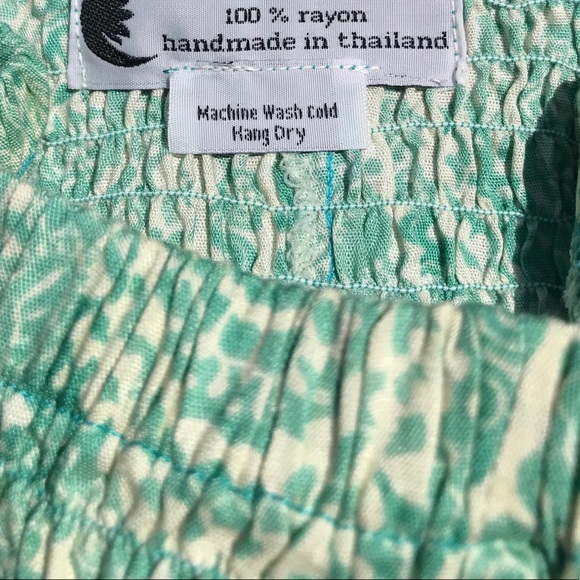 100 % rayon
handmade in thailand
Machine Wash Cold
Hang Dry